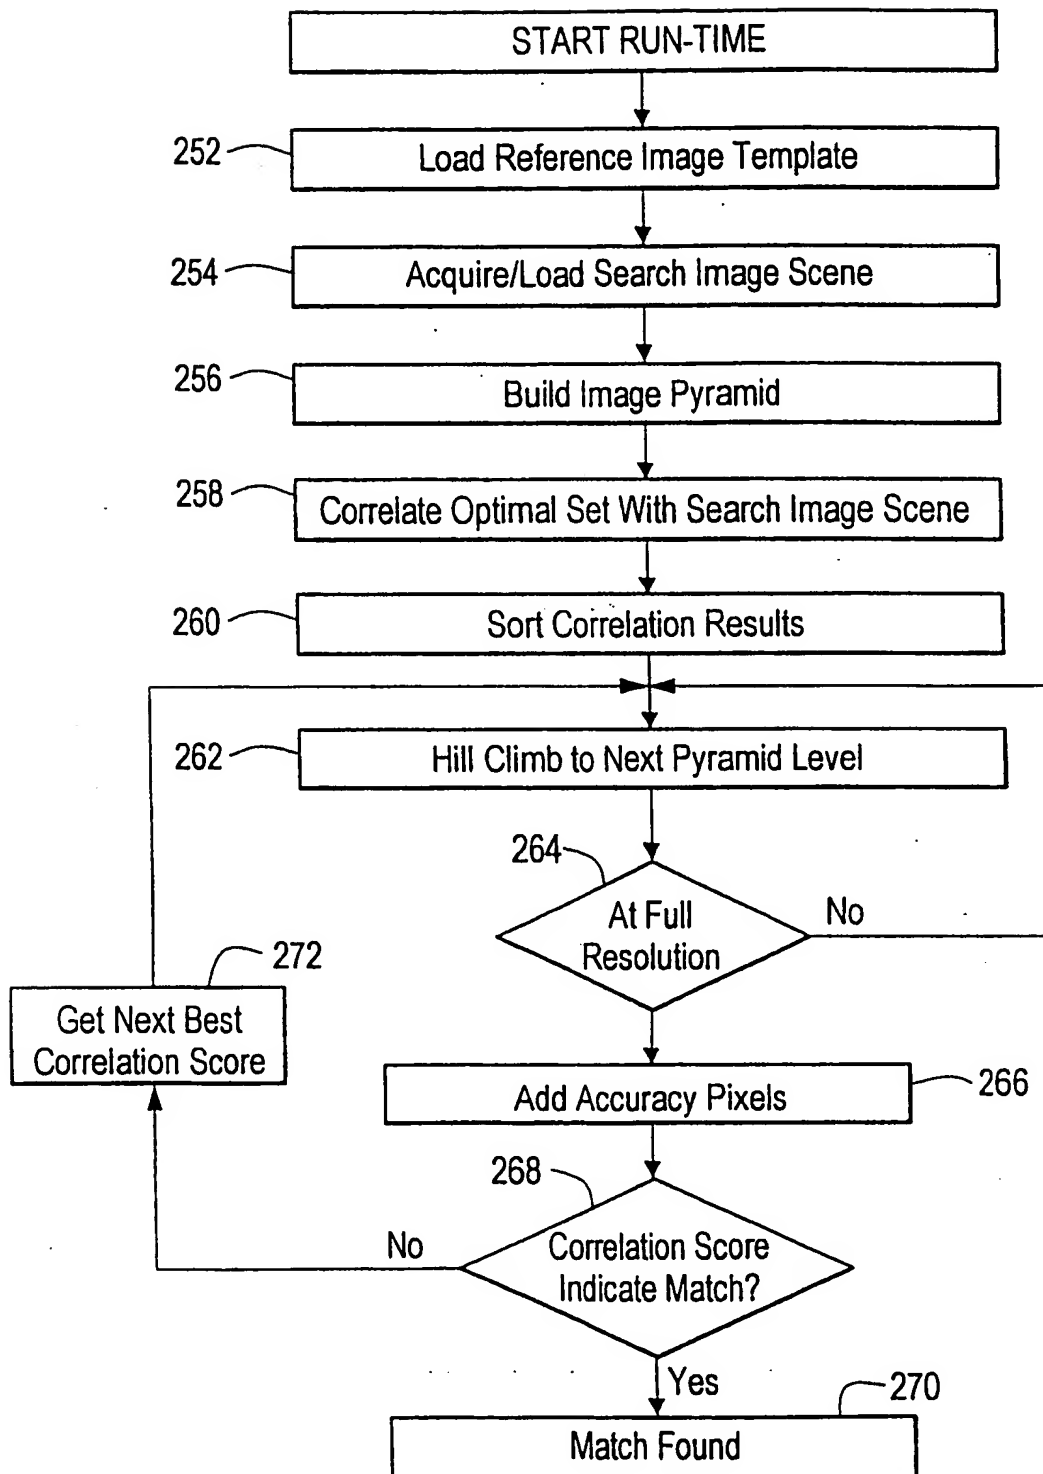 START RUN-TIME
252
Load Reference Image Template
254
Acquire/Load Search Image Scene
256
Build Image Pyramid
258
Correlate Optimal Set With Search Image Scene
260
Sort Correlation Results
262
Hill Climb to Next Pyramid Level
264
At Full
Resolution
No
272
Get Next Best
Correlation Score
Add Accuracy Pixels
266
268
No
Correlation Score
Indicate Match?
Yes
270
Match Found